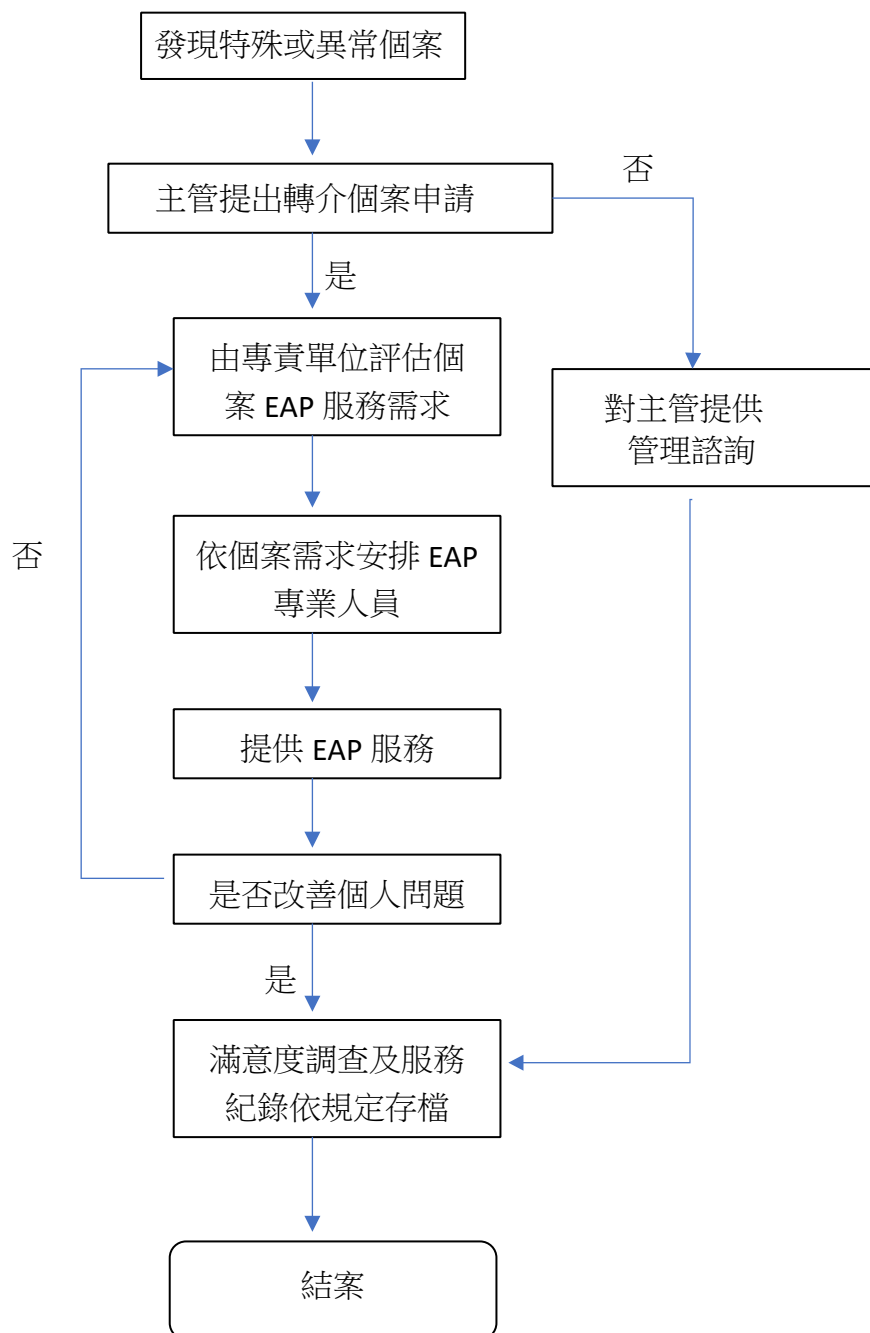 發現特殊或異常個案
主管提出轉介個案申請
否
是
由專責單位評估個
案 EAP 服務需求
對主管提供
管理諮詢
否
依個案需求安排 EAP
專業人員
提供 EAP 服務
是否改善個人問題
是
滿意度調查及服務
紀錄依規定存檔
結案